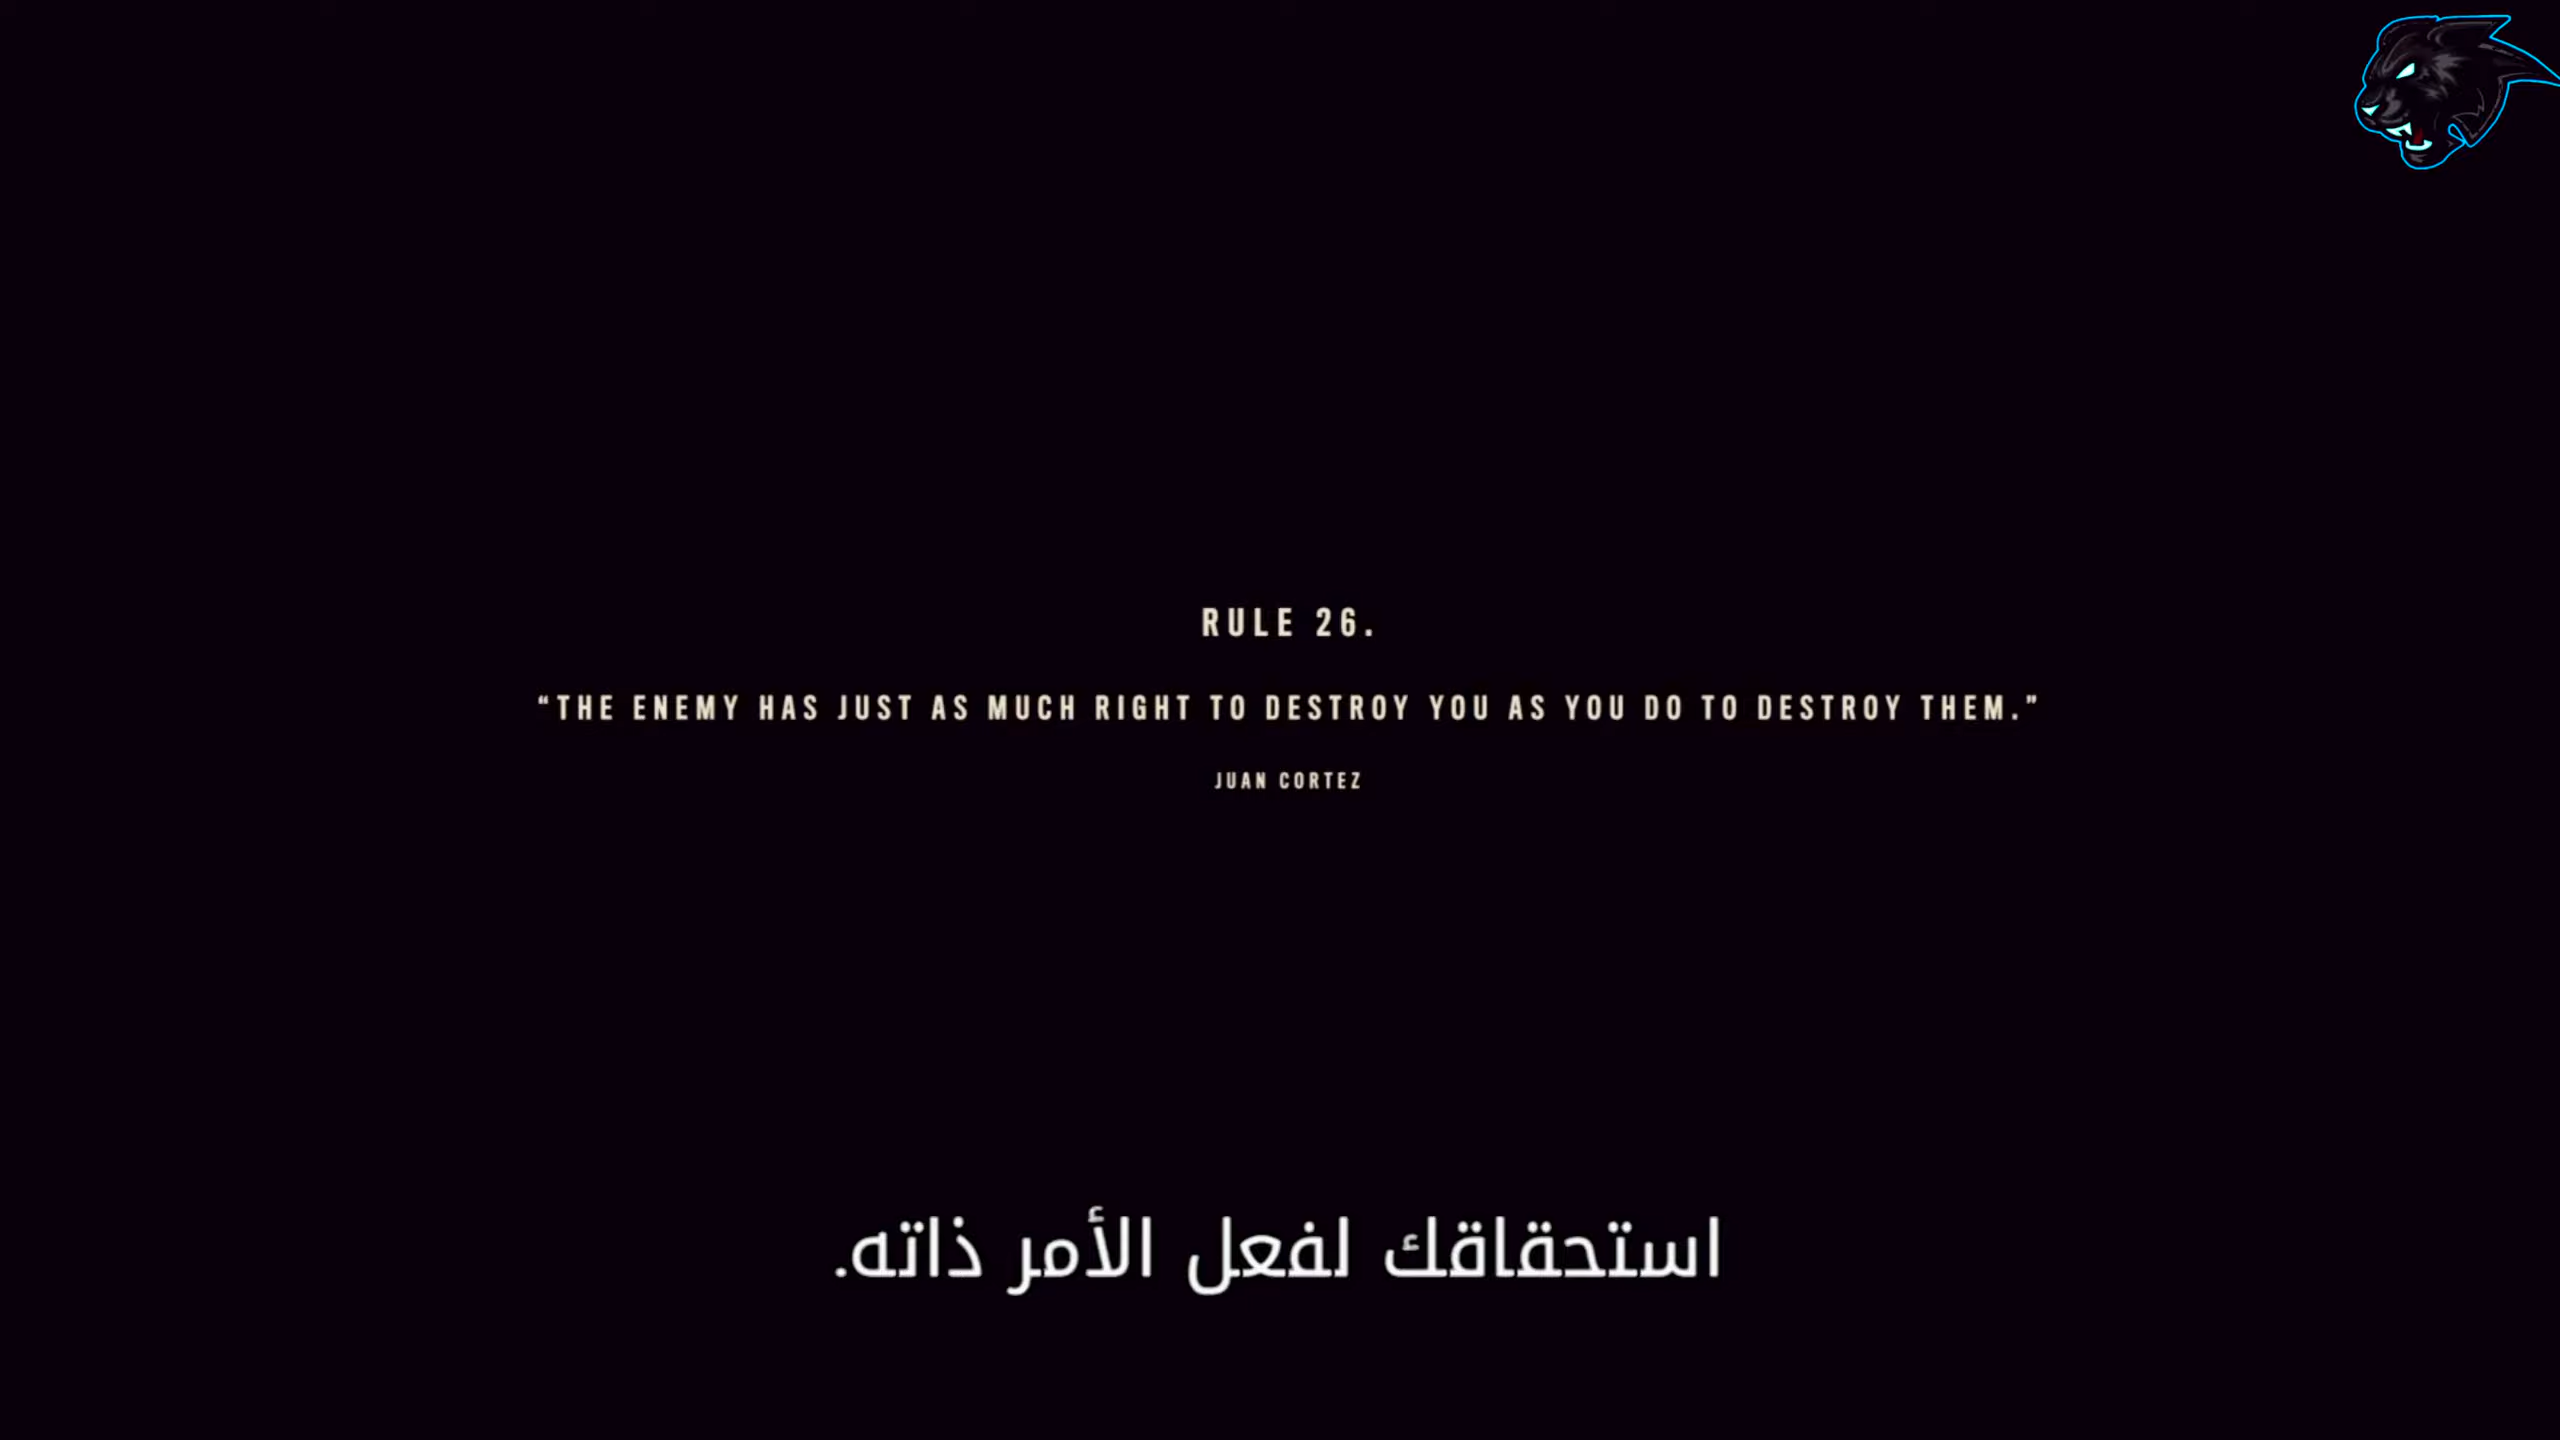 RULE 26.
“THE ENEMY HAS JUST AS MUCH RIGHT TO DESTROY YOU AS YOU DO TO DESTROY THEM.”
JUAN CORTEZ
استحقاقك لفعل الأمر ذاته.